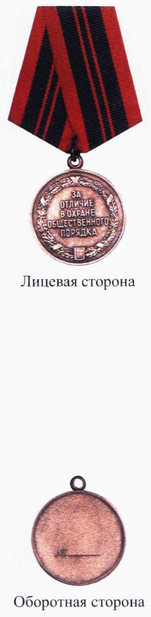 ЗА
ОТЛИЧИЕ
В ОХРАНЕ
ОБЩЕСТВЕННОГО
ПОРЯДКА
Лицевая сторона
Оборотная сторона